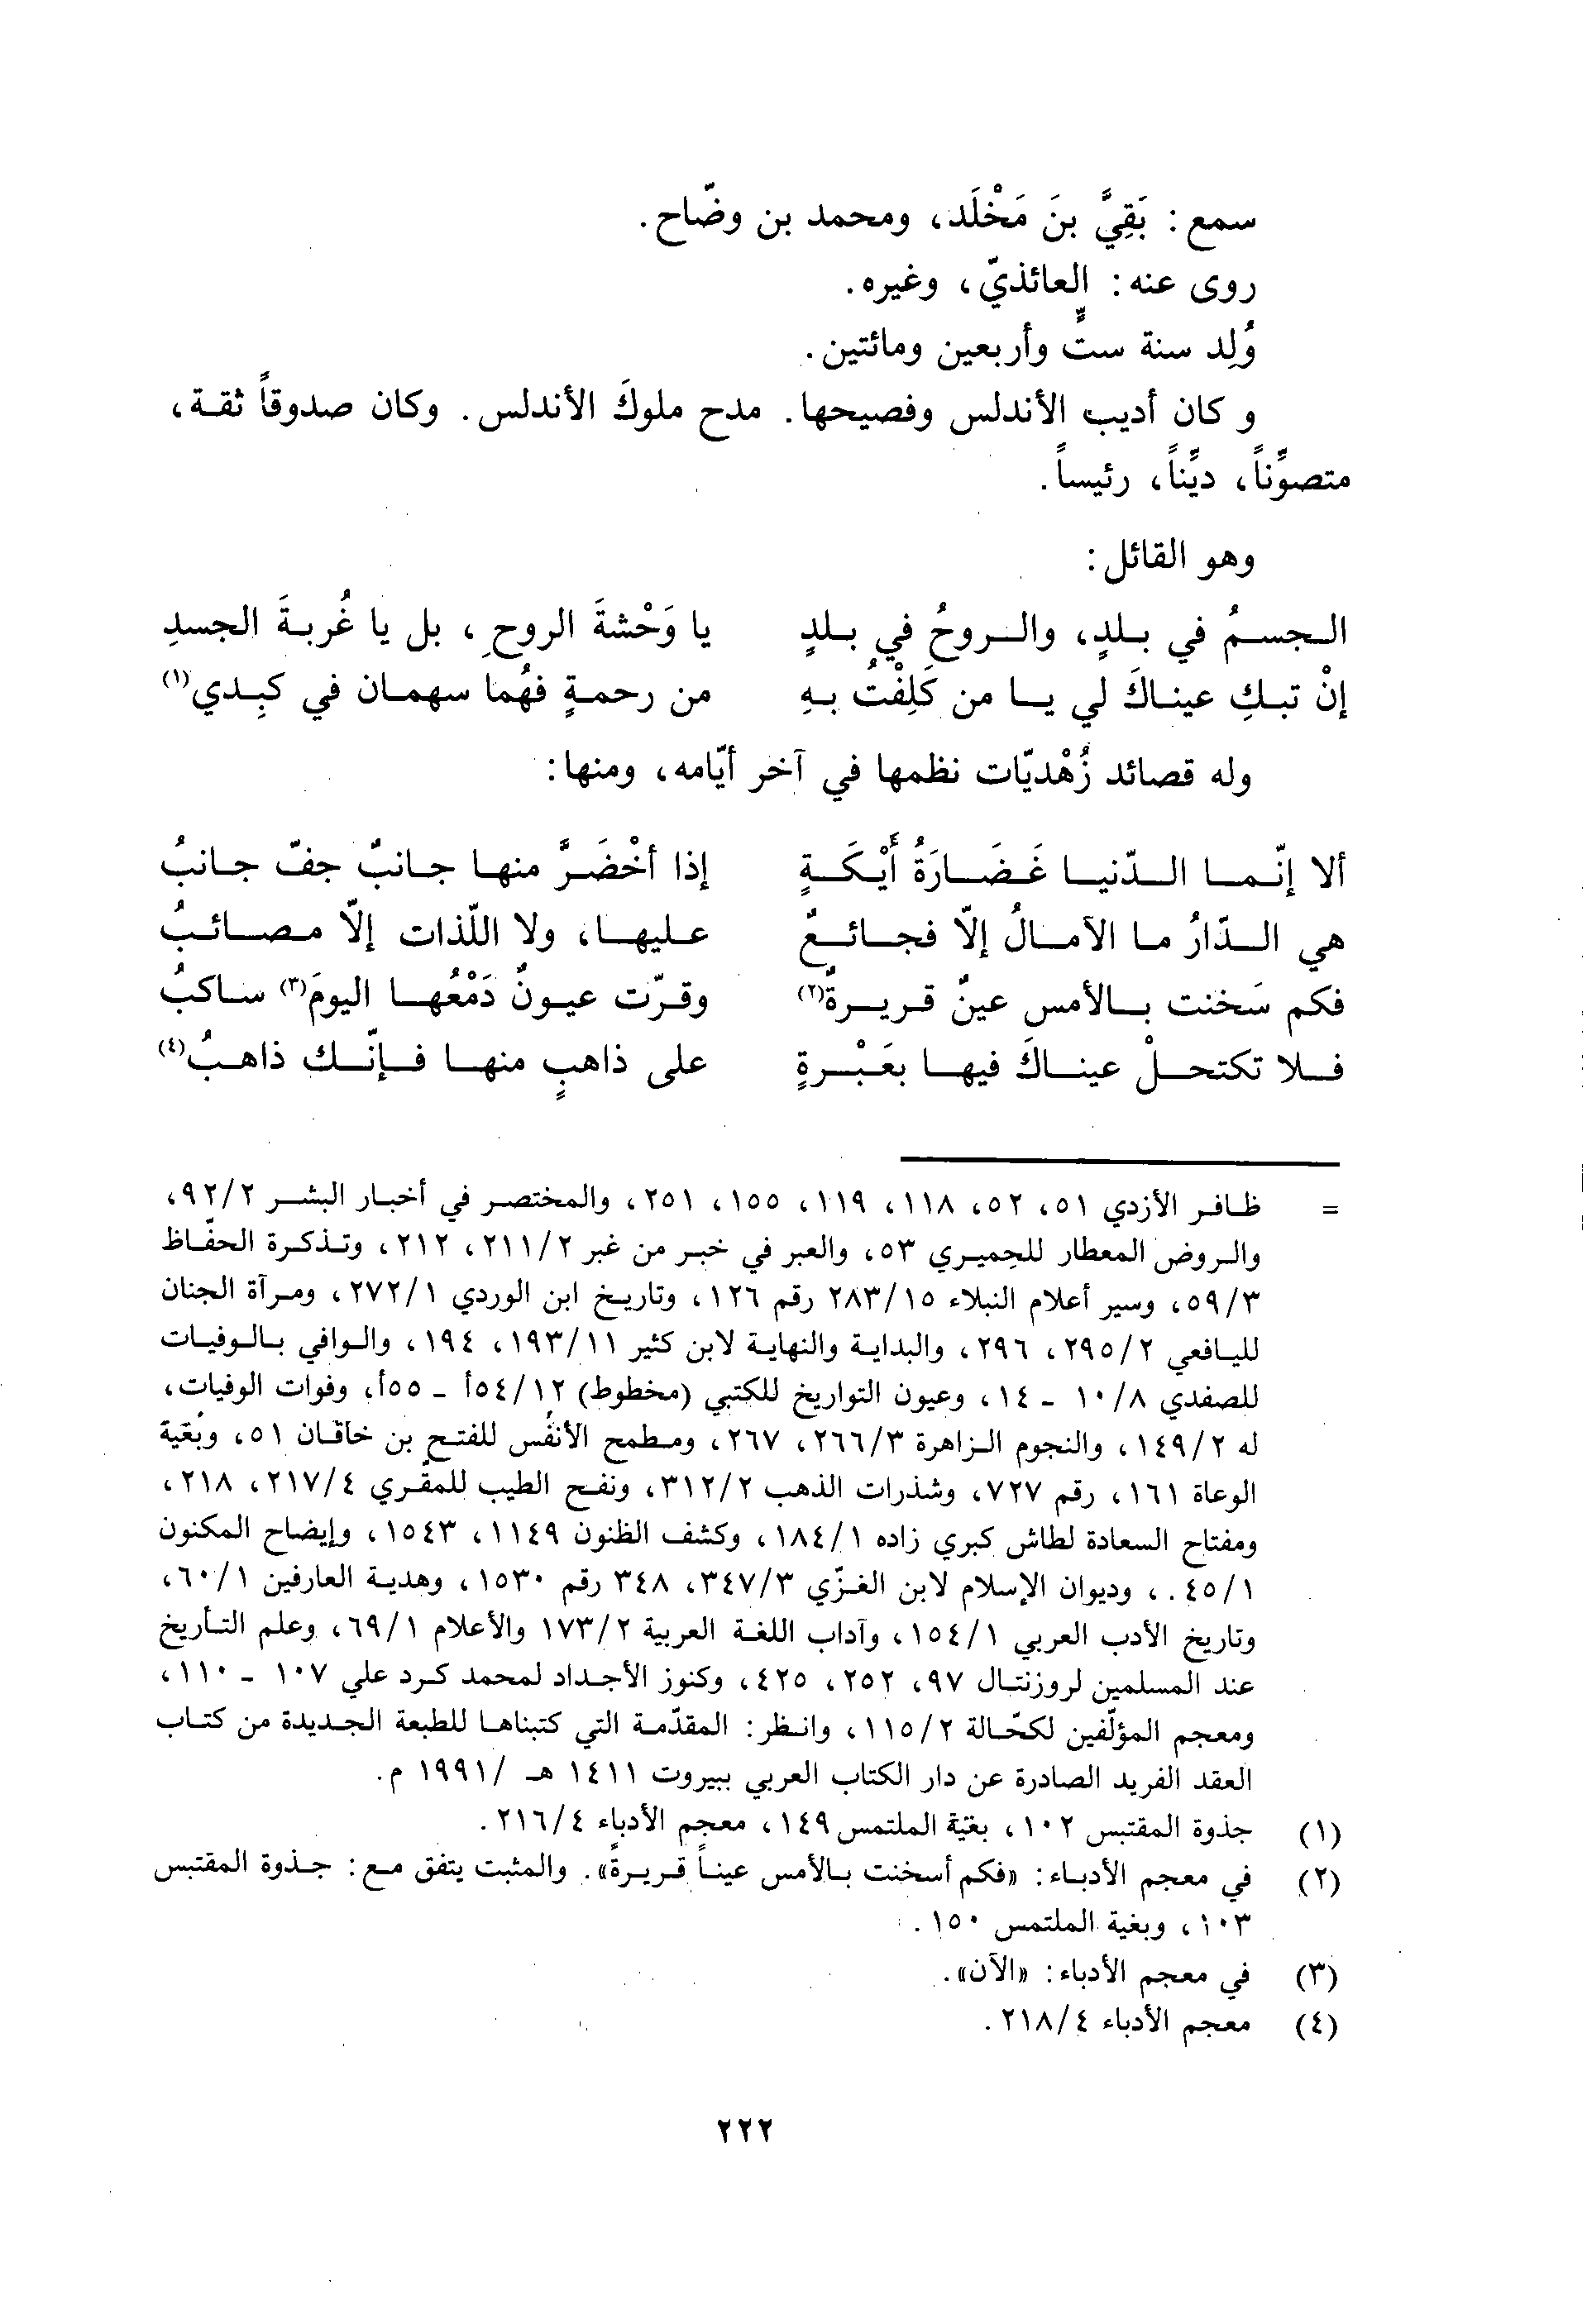 سمع: بَقِيَّ بنَ مَخْلَد، ومحمد بن وضّاح.
روى عنه: العائذيّ، وغيره.
وُلِد سنة ستٍّ وأربعين ومائتين.
و كان أديب الأندلس وفصيحها. مدح ملوكَ الأندلس. وكان صدوقاً ثقة،
متصوِّناً، ديِّناً، رئيساً.
وهو القائل:
الجسمُ في بلدٍ، والروحُ في بلدٍ يا وَحْشةَ الروحِ، بل يا غُربةَ الجسدِ
إنْ تبكِ عيناكَ لي يا من كَلِفْتُ بهِ من رحمةٍ فهُما سهمان في كبِدي(١)
وله قصائد زُهْديّات نظمها في آخر أيّامه، ومنها:
ألا إنّما الدّنيا غَضَارَةُ أَيْكَةٍ إذا أخْضَرَّ منها جانبٌ جفّ جانبُ
هي الدّارُ ما الآمالُ إلّا فجائعٌ عليها، ولا اللّذات إلّا مصائبُ
فكم سَخنت بالأمس عينٌ قريرةٌ(٢) وقرّت عيونٌ دَمْعُها اليومَ(٣) ساكبُ
فلا تكتحلْ عيناكَ فيها بعَبْرةٍ على ذاهبٍ منها فإنّك ذاهبُ(٤)
= ظافر الأزدي ٥١، ٥٢، ١١٨، ١١٩، ١٥٥، ٢٥١، والمختصر في أخبار البشر ٩٢/٢،
والروض المعطار للحِميري ٥٣، والعبر في خبر من غبر ٢١١/٢، ٢١٢، وتذكرة الحفّاظ
٥٩/٣، وسير أعلام النبلاء ٢٨٣/١٥ رقم ١٢٦، وتاريخ ابن الوردي ٢٧٢/١، ومرآة الجنان
لليافعي ٢٩٥/٢، ٢٩٦، والبداية والنهاية لابن كثير ١٩٣/١١، ١٩٤، والوافي بالوفيات
للصفدي ١٠/٨ - ١٤، وعيون التواريخ للكتبي (مخطوط) ٥٤/١٢أ - ٥٥أ، وفوات الوفيات،
له ١٤٩/٢، والنجوم الزاهرة ٢٦٦/٣، ٢٦٧، ومطمح الأنفُس للفتح بن خاقان ٥١، وبُغية
الوعاة ١٦١، رقم ٧٢٧، وشذرات الذهب ٣١٢/٢، ونفح الطيب للمقّري ٢١٧/٤، ٢١٨،
ومفتاح السعادة لطاش كبري زاده ١٨٤/١، وكشف الظنون ١١٤٩، ١٥٤٣، وإيضاح المكنون
٤٥/١.، وديوان الإسلام لابن الغزّي ٣٤٧/٣، ٣٤٨ رقم ١٥٣٠، وهدية العارفين ٦٠/١،
وتاريخ الأدب العربي ١٥٤/١، وآداب اللغة العربية ١٧٣/٢ والأعلام ٦٩/١، وعلم التأريخ
عند المسلمين لروزنتال ٩٧، ٢٥٢، ٤٢٥، وكنوز الأجداد لمحمد كرد علي ١٠٧ - ١١٠،
ومعجم المؤلّفين لكحّالة ١١٥/٢، وانظر: المقدّمة التي كتبناها للطبعة الجديدة من كتاب
العقد الفريد الصادرة عن دار الكتاب العربي ببيروت ١٤١١ هـ /١٩٩١ م.
(١) جذوة المقتبس ١٠٢، بغية الملتمس ١٤٩، معجم الأدباء ٢١٦/٤.
(٢) في معجم الأدباء: «فكم أسخنت بالأمس عيناً قريرةً». والمثبت يتفق مع: جذوة المقتبس
١٠٣، وبغية الملتمس ١٥٠.
(٣) في معجم الأدباء: «الآن».
(٤) معجم الأدباء ٢١٨/٤.
٢٢٢